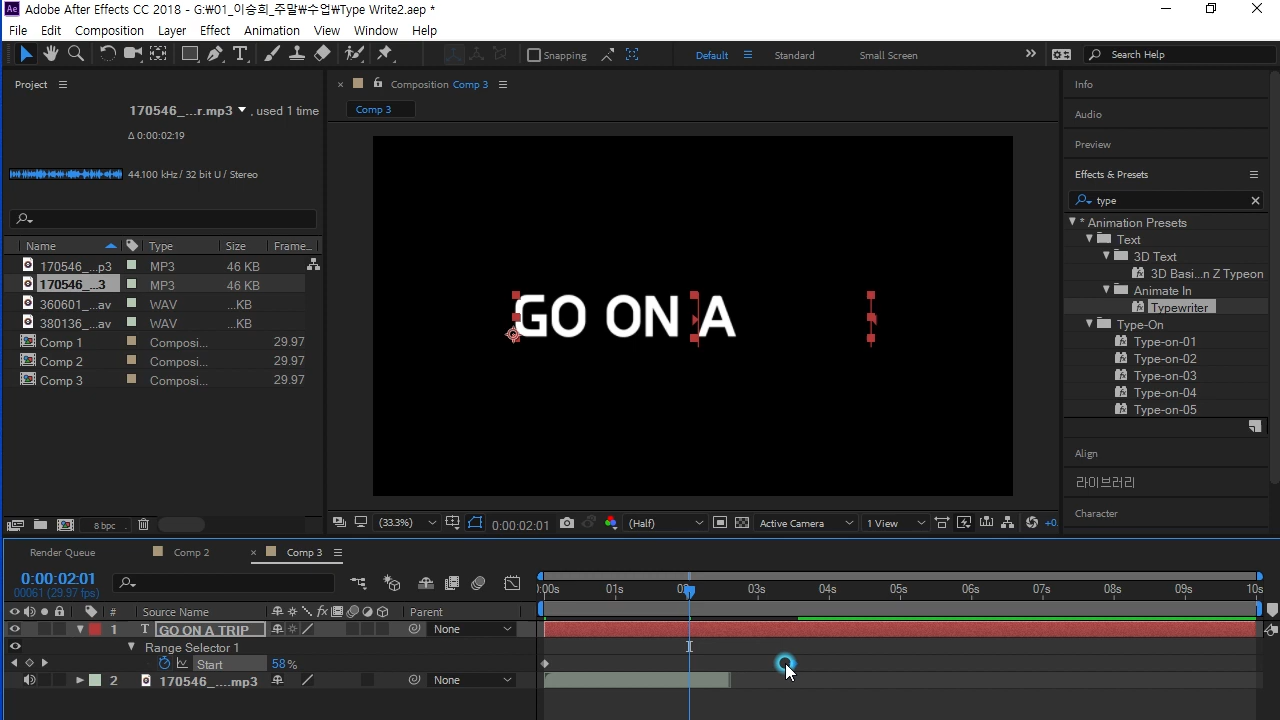 Adobe After Effects CC 2018 - G:₩01_이승희_주말₩수업₩Type Write2.aep *
File Edit Composition Layer Effect Animation View Window Help
Snapping Default Standard Small Screen Search Help
Project
170546_...r.mp3 , used 1 time
Δ 0:00:02:19
44.100 kHz / 32 bit U / Stereo
Name Type Size Frame...
170546_...p3 MP3 46 KB
170546_...3 MP3 46 KB
360601_...av WAV ...KB
380136_...av WAV ...KB
Comp 1 Composi... 29.97
Comp 2 Composi... 29.97
Comp 3 Composi... 29.97
8 bpc
Composition Comp 3
Comp 3
GO ON A
(33.3%) 0:00:02:01 (Half) Active Camera 1 View +0.
Info
Audio
Preview
Effects & Presets
type
* Animation Presets
Text
3D Text
3D Basi...n Z Typeon
Animate In
Typewriter
Type-On
Type-on-01
Type-on-02
Type-on-03
Type-on-04
Type-on-05
Align
라이브러리
Character
Render Queue Comp 2 Comp 3
0:00:02:01
00061 (29.97 fps)
:00s 01s 02s 03s 04s 05s 06s 07s 08s 09s 10s
# Source Name Parent
1 T GO ON A TRIP None
Range Selector 1
Start 58%
2 170546_....mp3 None